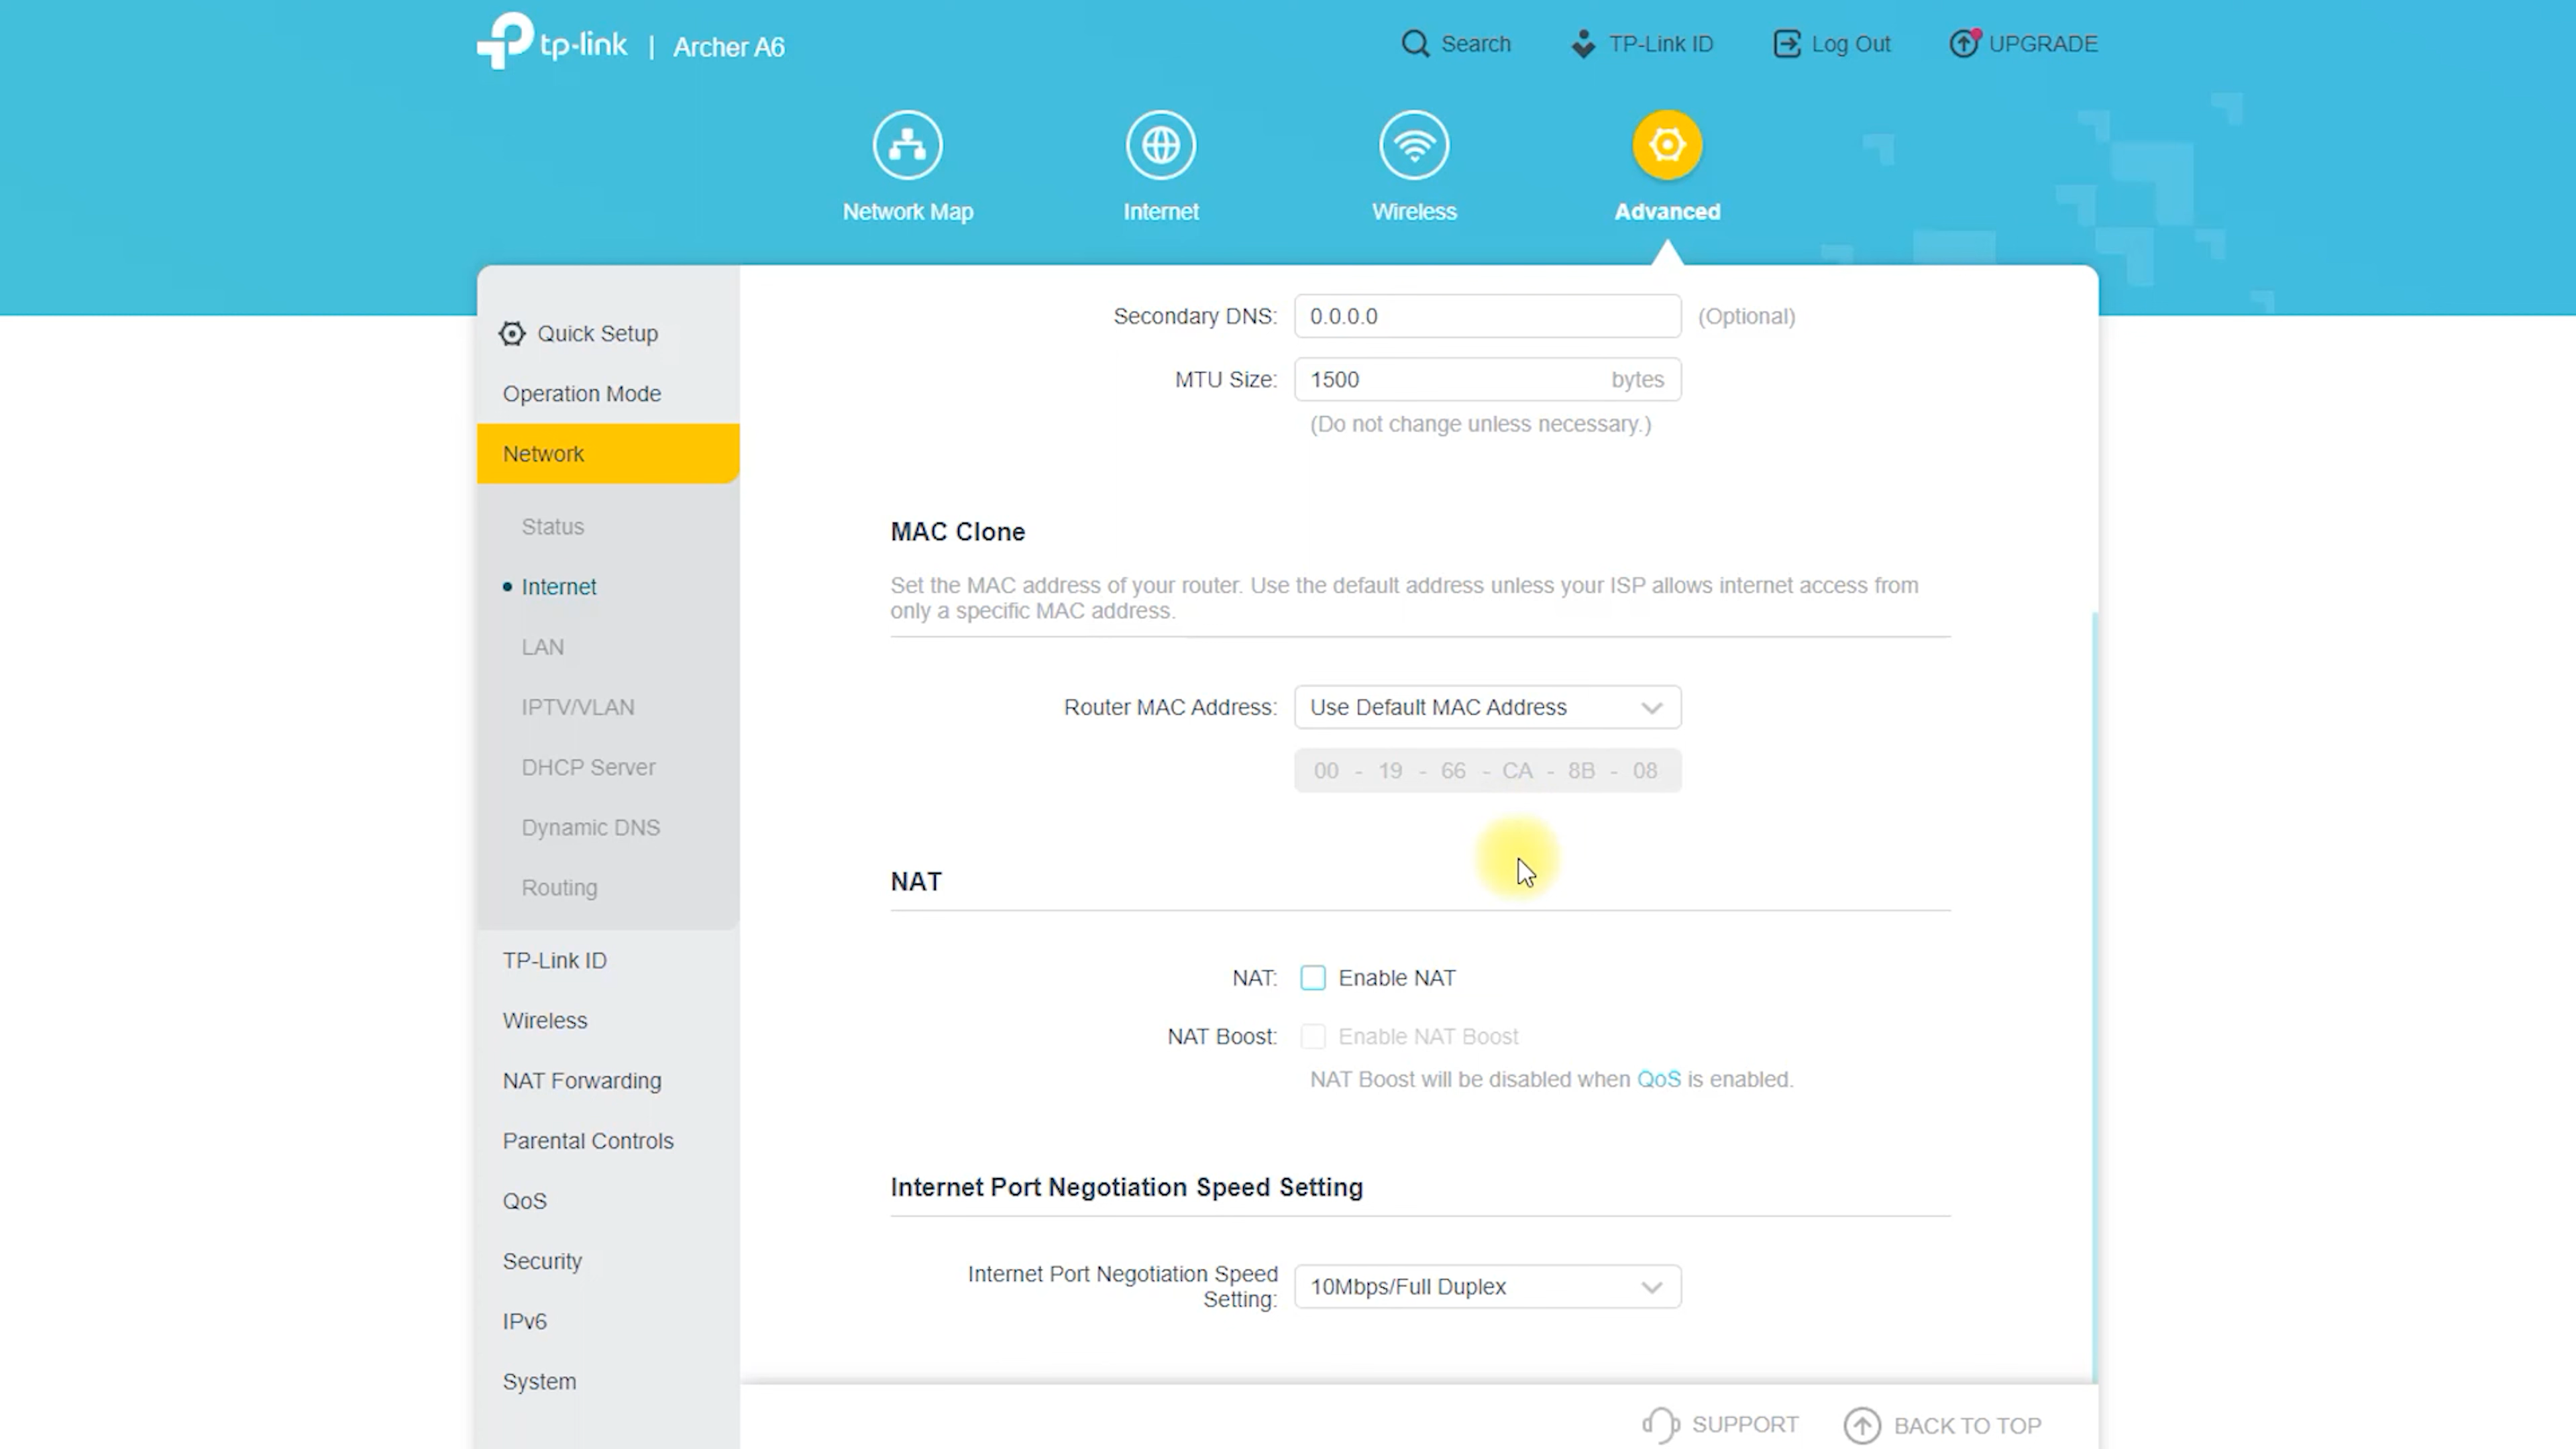 tp-link | Archer A6
Search
TP-Link ID
Log Out
UPGRADE
Network Map
Internet
Wireless
Advanced
Quick Setup
Operation Mode
Network
Status
Internet
LAN
IPTV/VLAN
DHCP Server
Dynamic DNS
Routing
TP-Link ID
Wireless
NAT Forwarding
Parental Controls
QoS
Security
IPv6
System
Secondary DNS: 0.0.0.0 (Optional)
MTU Size: 1500 bytes
(Do not change unless necessary.)
MAC Clone
Set the MAC address of your router. Use the default address unless your ISP allows internet access from
only a specific MAC address.
Router MAC Address: Use Default MAC Address
00 - 19 - 66 - CA - 8B - 08
NAT
NAT: Enable NAT
NAT Boost: Enable NAT Boost
NAT Boost will be disabled when QoS is enabled.
Internet Port Negotiation Speed Setting
Internet Port Negotiation Speed
Setting: 10Mbps/Full Duplex
SUPPORT
BACK TO TOP